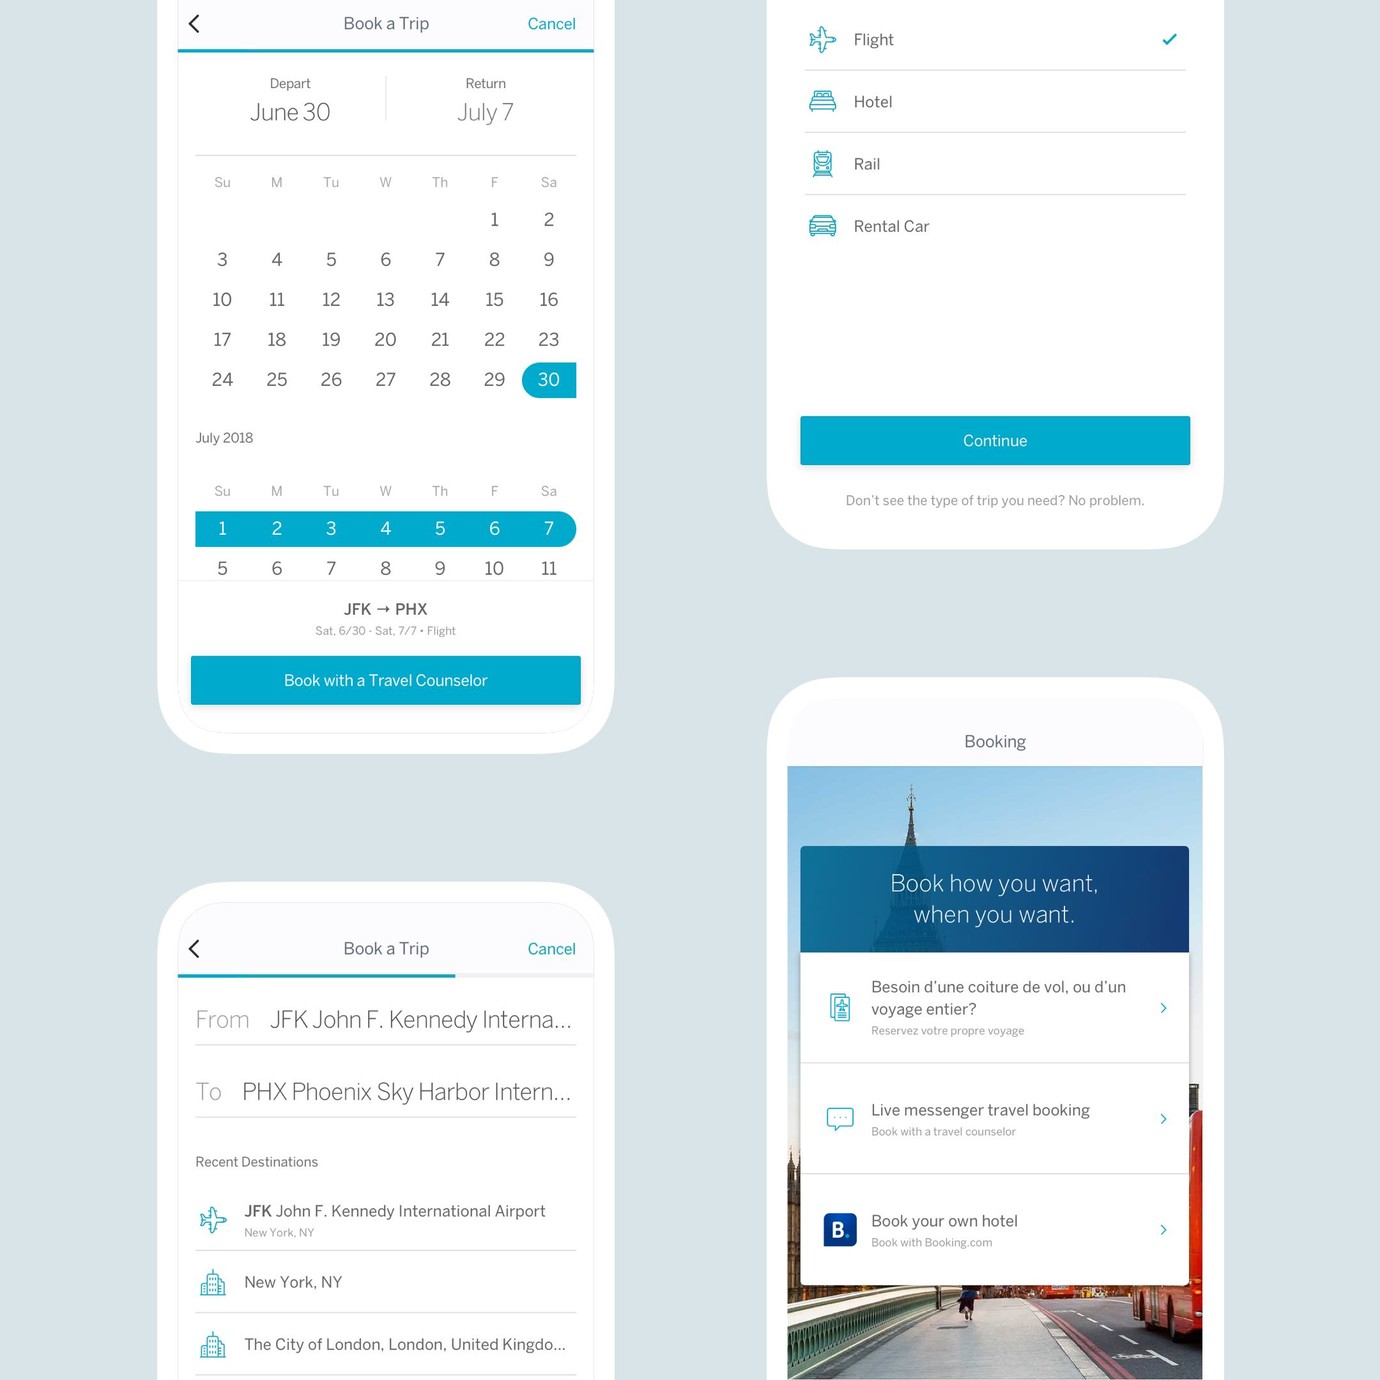 Book a Trip
Cancel
Depart
Return
June 30
July 7
Su M Tu W Th F Sa
1 2
3 4 5 6 7 8 9
10 11 12 13 14 15 16
17 18 19 20 21 22 23
24 25 26 27 28 29 30
July 2018
Su M Tu W Th F Sa
1 2 3 4 5 6 7
5 6 7 8 9 10 11
JFK → PHX
Sat, 6/30 - Sat, 7/7 • Flight
Book with a Travel Counselor
Flight
Hotel
Rail
Rental Car
Continue
Don't see the type of trip you need? No problem.
Book a Trip
Cancel
From JFK John F. Kennedy Interna...
To PHX Phoenix Sky Harbor Intern...
Recent Destinations
JFK John F. Kennedy International Airport
New York, NY
New York, NY
The City of London, London, United Kingdo...
Booking
Book how you want,
when you want.
Besoin d'une coiture de vol, ou d'un
voyage entier?
Reservez votre propre voyage
Live messenger travel booking
Book with a travel counselor
B.
Book your own hotel
Book with Booking.com